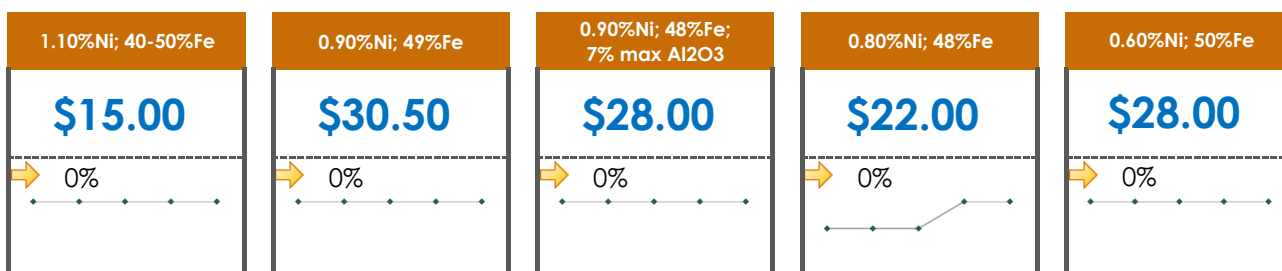 1.10%Ni; 40-50%Fe
$15.00
0%
0.90%Ni; 49%Fe
$30.50
0%
0.90%Ni; 48%Fe;
7% max Al2O3
$28.00
0%
0.80%Ni; 48%Fe
$22.00
0%
0.60%Ni; 50%Fe
$28.00
0%